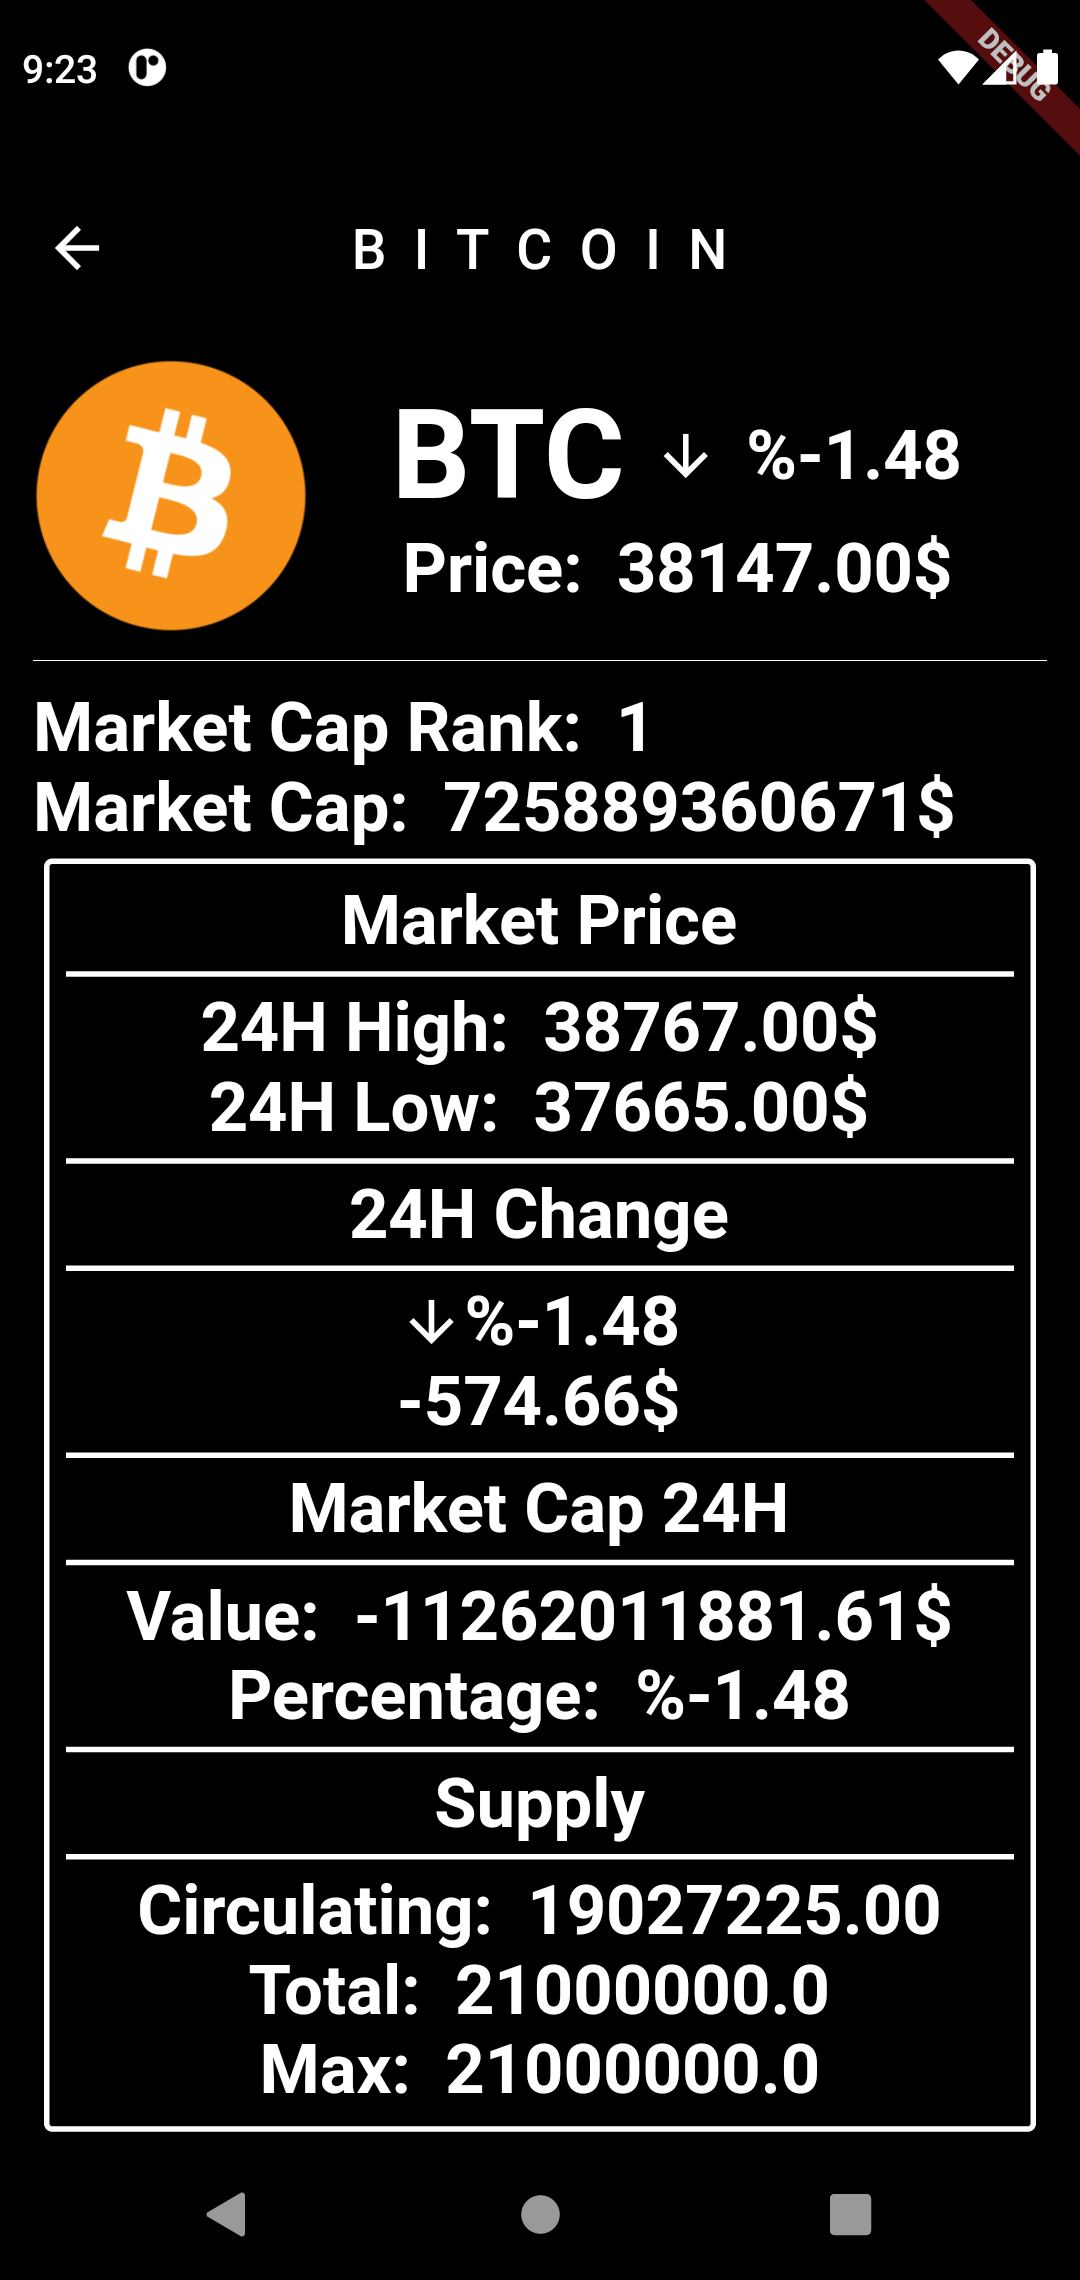 9:23
DEBUG
BITCOIN
BTC ↓ %-1.48
Price: 38147.00$
Market Cap Rank: 1
Market Cap: 725889360671$
Market Price
24H High: 38767.00$
24H Low: 37665.00$
24H Change
↓%-1.48
-574.66$
Market Cap 24H
Value: -11262011881.61$
Percentage: %-1.48
Supply
Circulating: 19027225.00
Total: 21000000.0
Max: 21000000.0